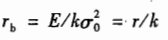 r_b = E/kσ_0^2 = r/k